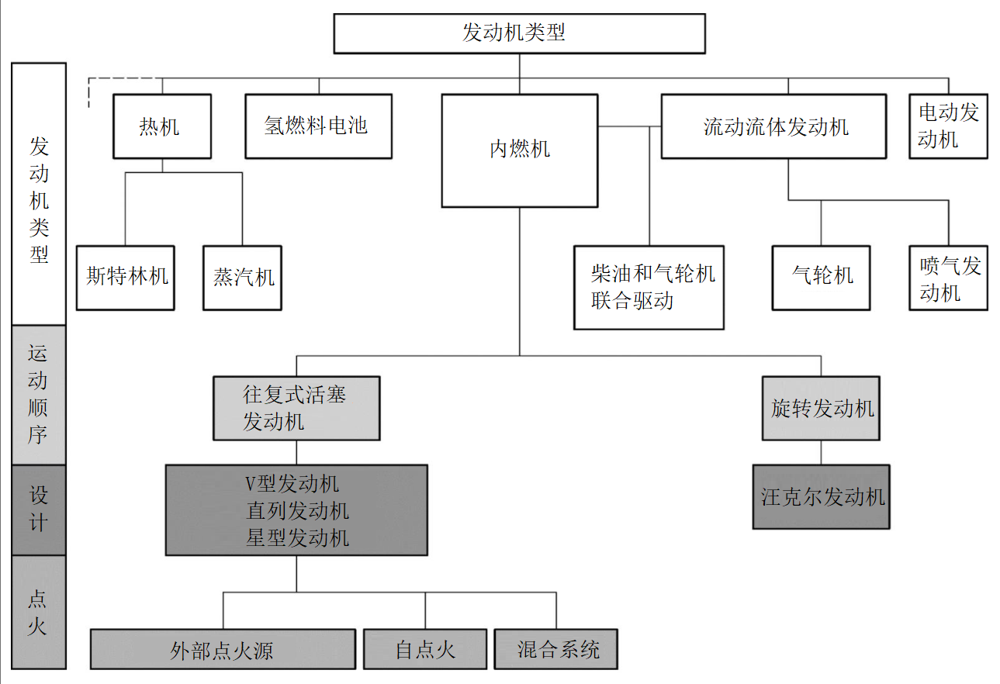 发动机类型
发动机类型
热机
氢燃料电池
内燃机
流动流体发动机
电动发
动机
斯特林机
蒸汽机
柴油和气轮机
联合驱动
气轮机
喷气发
动机
运动顺序
往复式活塞
发动机
旋转发动机
设计
V型发动机
直列发动机
星型发动机
汪克尔发动机
点火
外部点火源
自点火
混合系统